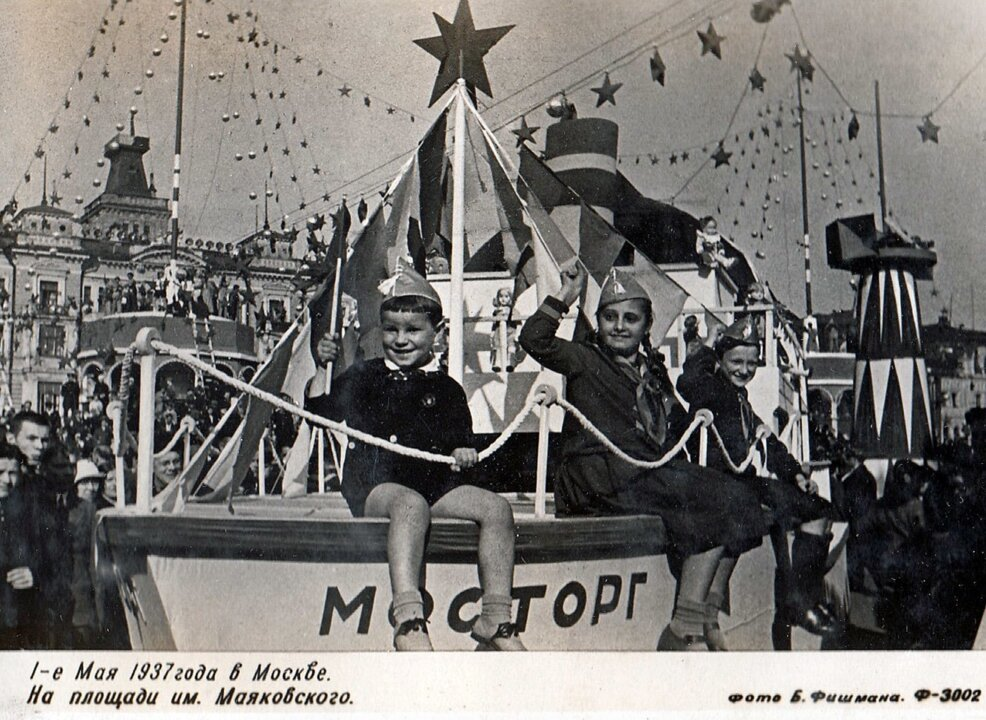 МОСТОРГ
1-е Мая 1937 года в Москве.
На площади им. Маяковского.
Фото Б. Фишмана. Ф-3002